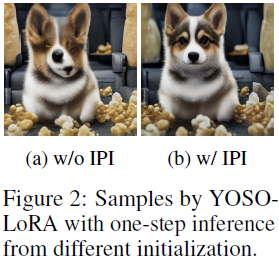 (a) w/o IPI
(b) w/ IPI
Figure 2: Samples by YOSO-
LoRA with one-step inference
from different initialization.